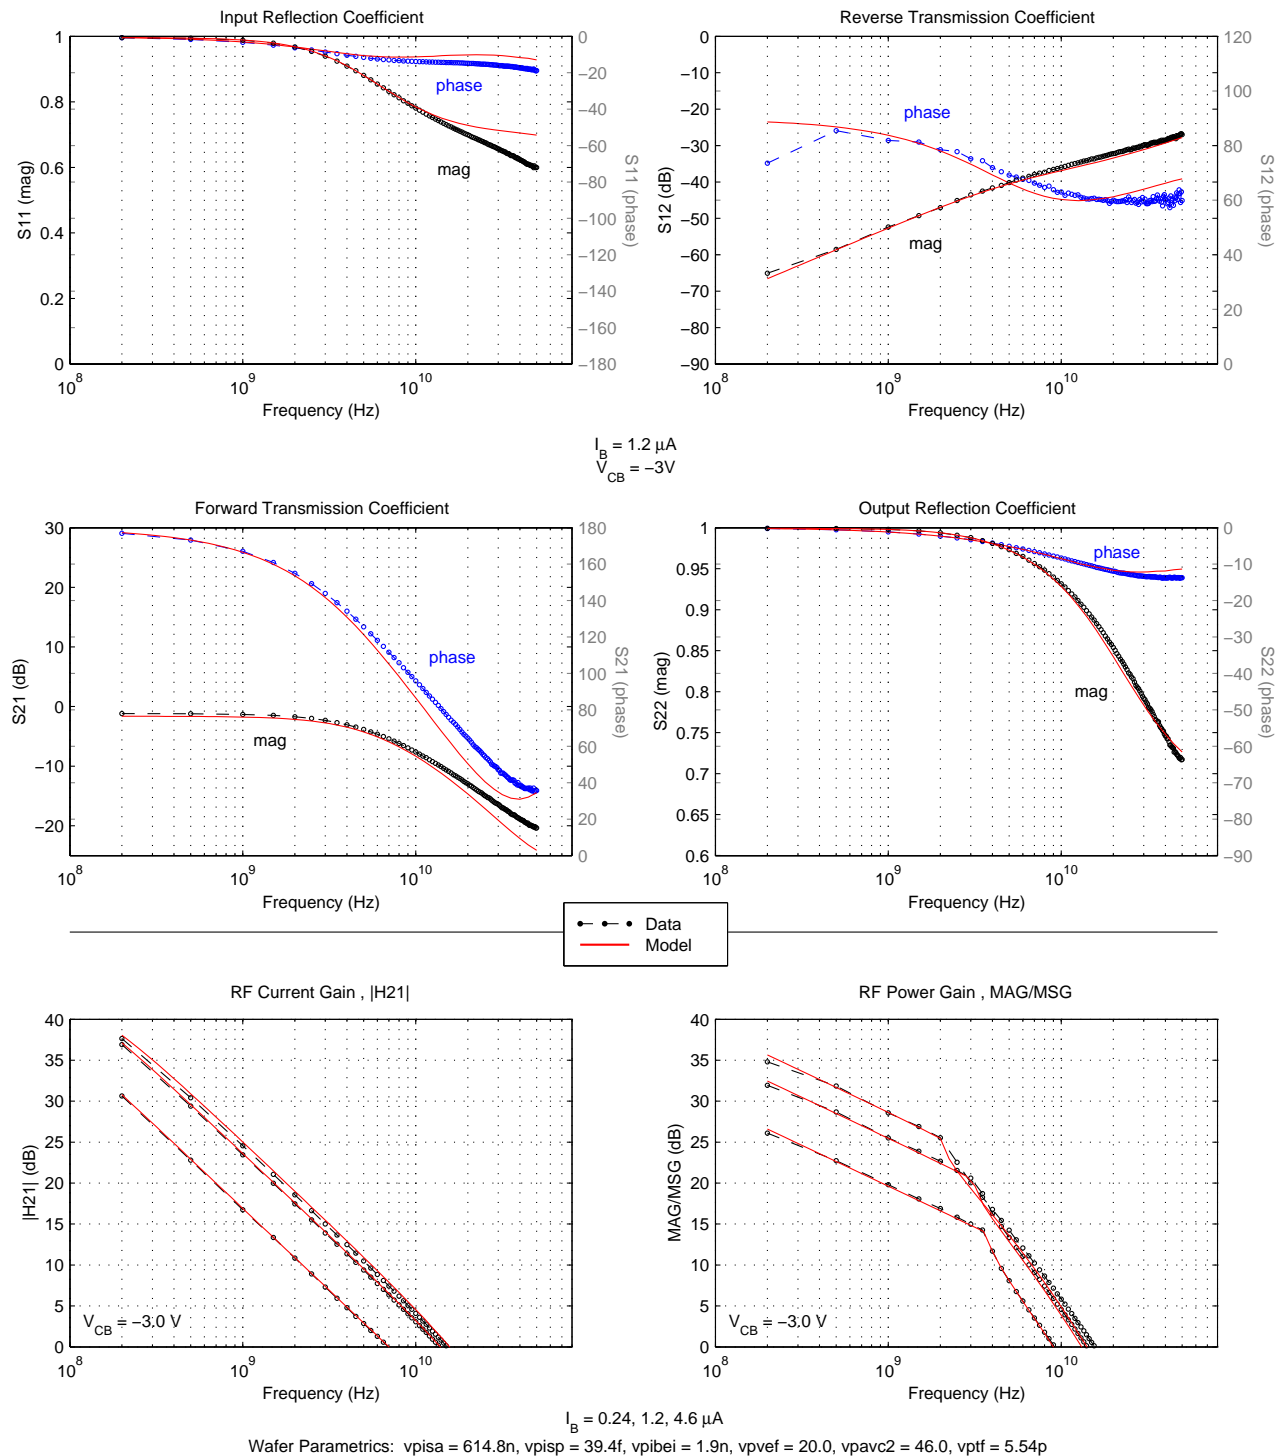 Input Reflection Coefficient
1
0.8
0.6
0.4
0.2
0
S11 (mag)
0
−20
−40
−60
−80
−100
−120
−140
−160
−180
S11 (phase)
phase
mag
10^8
10^9
10^10
Frequency (Hz)
Reverse Transmission Coefficient
0
−10
−20
−30
−40
−50
−60
−70
−80
−90
S12 (dB)
120
100
80
60
40
20
0
S12 (phase)
phase
mag
10^8
10^9
10^10
Frequency (Hz)
I_B = 1.2 μA
V_CB = −3V
Forward Transmission Coefficient
30
20
10
0
−10
−20
S21 (dB)
180
160
140
120
100
80
60
40
20
0
S21 (phase)
phase
mag
10^8
10^9
10^10
Frequency (Hz)
Output Reflection Coefficient
1
0.95
0.9
0.85
0.8
0.75
0.7
0.65
0.6
S22 (mag)
0
−10
−20
−30
−40
−50
−60
−70
−80
−90
S22 (phase)
phase
mag
10^8
10^9
10^10
Frequency (Hz)
Data
Model
RF Current Gain , |H21|
40
35
30
25
20
15
10
5
0
|H21| (dB)
V_CB = −3.0 V
10^8
10^9
10^10
Frequency (Hz)
RF Power Gain , MAG/MSG
40
35
30
25
20
15
10
5
0
MAG/MSG (dB)
V_CB = −3.0 V
10^8
10^9
10^10
Frequency (Hz)
I_B = 0.24, 1.2, 4.6 μA
Wafer Parametrics: vpisa = 614.8n, vpisp = 39.4f, vpibei = 1.9n, vpvef = 20.0, vpavc2 = 46.0, vptf = 5.54p